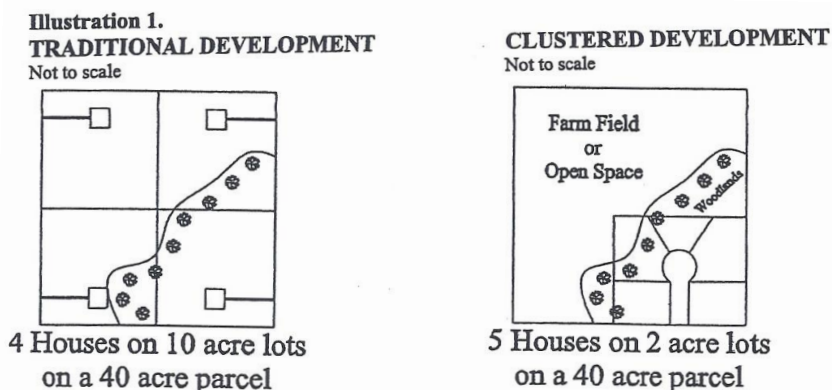 Illustration 1.
TRADITIONAL DEVELOPMENT
Not to scale
4 Houses on 10 acre lots
on a 40 acre parcel
CLUSTERED DEVELOPMENT
Not to scale
Farm Field
or
Open Space
Woodlands
5 Houses on 2 acre lots
on a 40 acre parcel